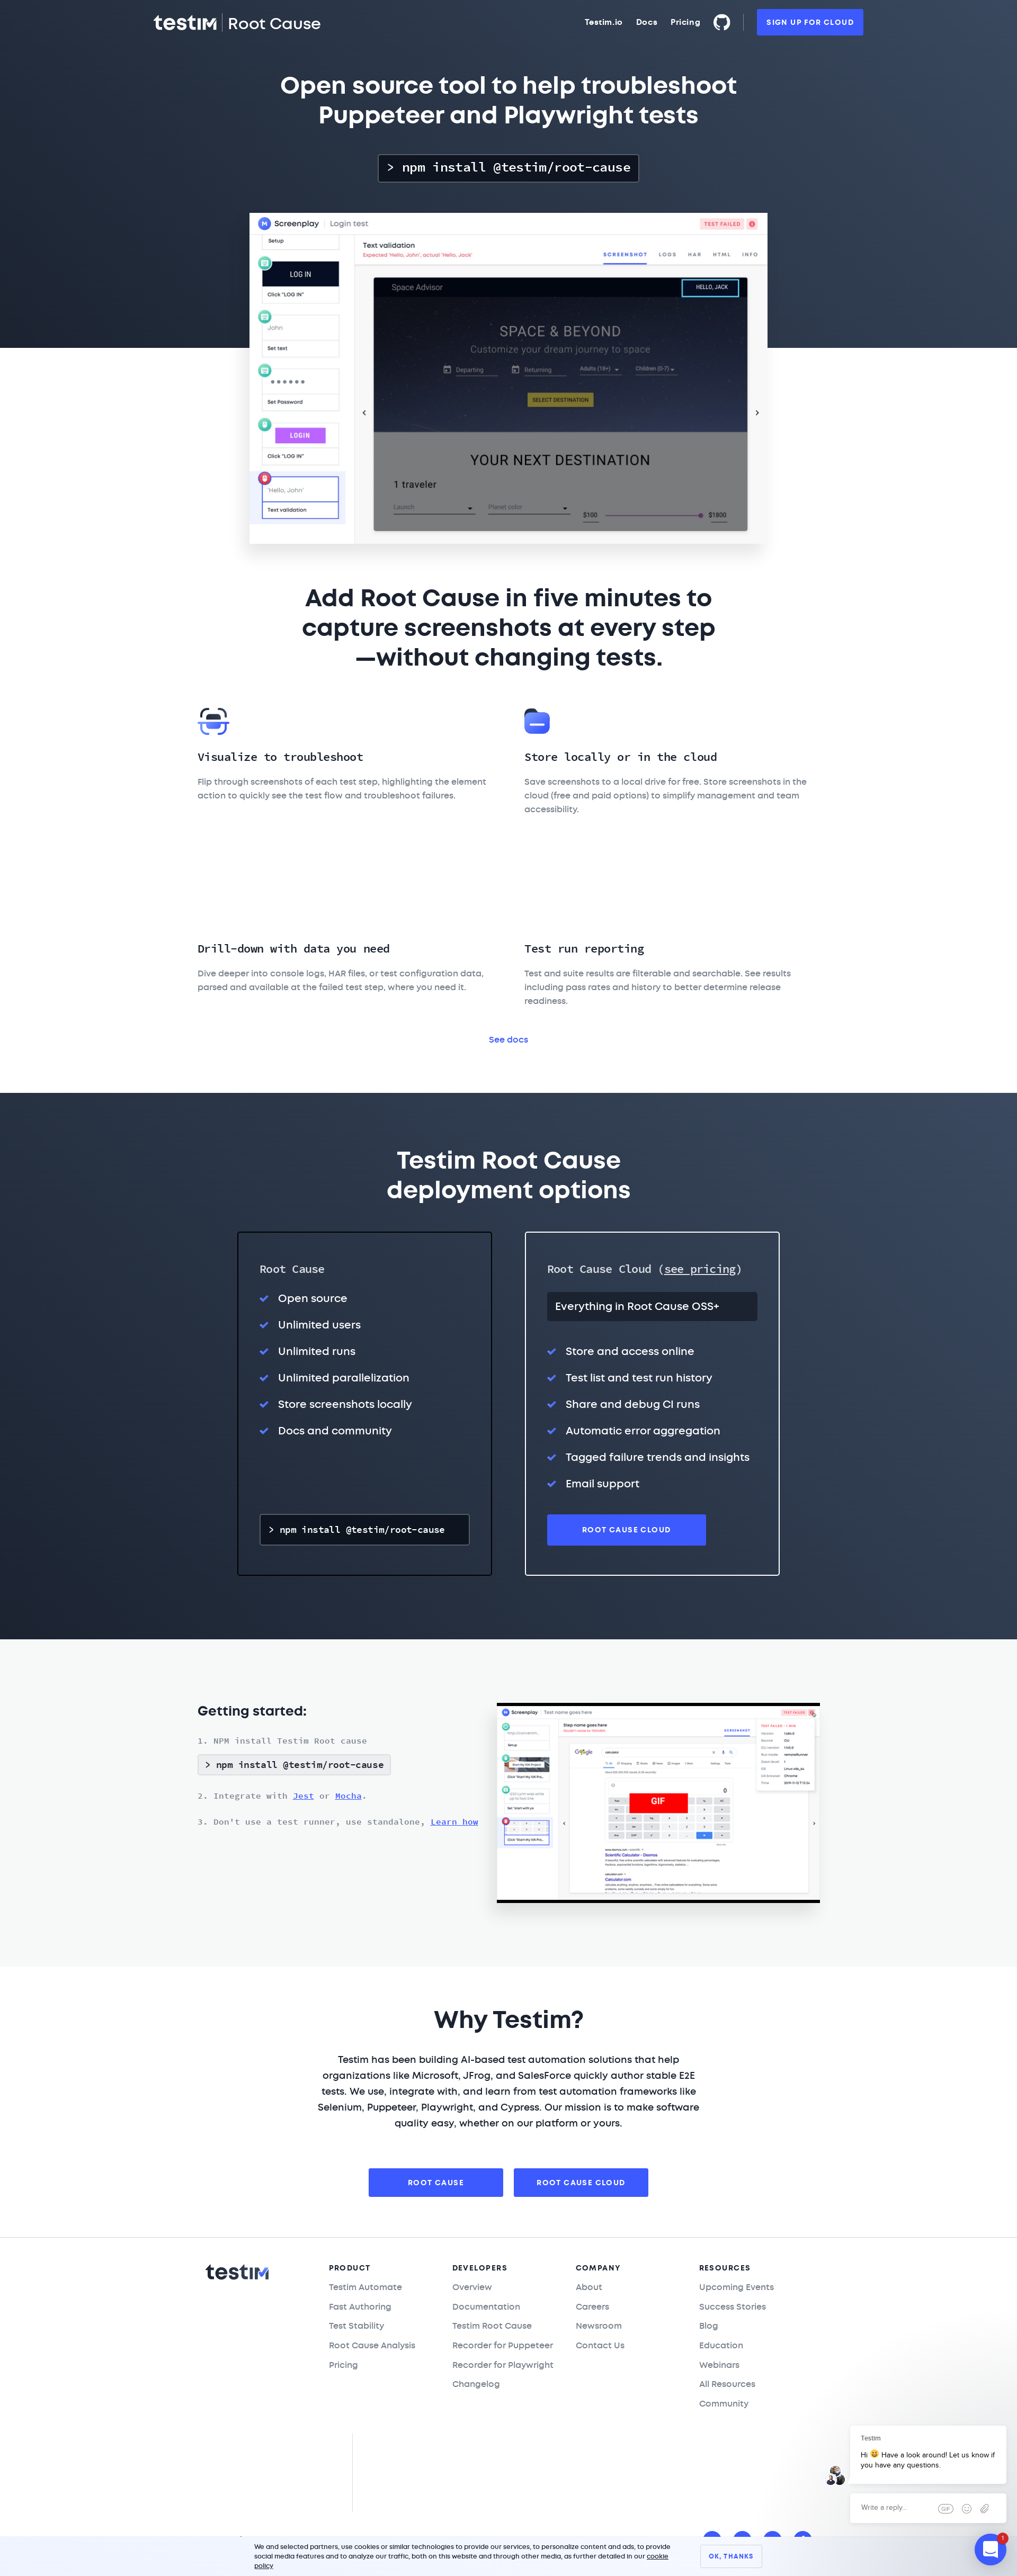 testim | Root Cause
Testim.io Docs Pricing SIGN UP FOR CLOUD
Open source tool to help troubleshoot
Puppeteer and Playwright tests
> npm install @testim/root-cause
Screenplay Login test TEST FAILED
Setup
Text validation
Expected 'Hello, John', actual 'Hello, Jack'
SCREENSHOT LOGS HAR HTML INFO
LOG IN
Click "LOG IN"
John
Set text
Set Password
LOGIN
Click "LOG IN"
'Hello, John'
Text validation
Space Advisor HELLO, JACK
SPACE & BEYOND
Customize your dream journey to space
Departing Returning Adults (18+) Children (0-7)
SELECT DESTINATION
YOUR NEXT DESTINATION
1 traveler
Launch Planet color $100 $1800
Add Root Cause in five minutes to
capture screenshots at every step
—without changing tests.
Visualize to troubleshoot
Flip through screenshots of each test step, highlighting the element
action to quickly see the test flow and troubleshoot failures.
Store locally or in the cloud
Save screenshots to a local drive for free. Store screenshots in the
cloud (free and paid options) to simplify management and team
accessibility.
Drill-down with data you need
Dive deeper into console logs, HAR files, or test configuration data,
parsed and available at the failed test step, where you need it.
Test run reporting
Test and suite results are filterable and searchable. See results
including pass rates and history to better determine release
readiness.
See docs
Testim Root Cause
deployment options
Root Cause
Open source
Unlimited users
Unlimited runs
Unlimited parallelization
Store screenshots locally
Docs and community
> npm install @testim/root-cause
Root Cause Cloud (see pricing)
Everything in Root Cause OSS+
Store and access online
Test list and test run history
Share and debug CI runs
Automatic error aggregation
Tagged failure trends and insights
Email support
ROOT CAUSE CLOUD
Getting started:
1. NPM install Testim Root cause
> npm install @testim/root-cause
2. Integrate with Jest or Mocha.
3. Don't use a test runner, use standalone, Learn how
Screenplay Test name goes here
Step name goes here
SCREENSHOT
Setup
Google
calculator
GIF
Scientific Calculator - Desmos
Calculator.com
Why Testim?
Testim has been building AI-based test automation solutions that help
organizations like Microsoft, JFrog, and SalesForce quickly author stable E2E
tests. We use, integrate with, and learn from test automation frameworks like
Selenium, Puppeteer, Playwright, and Cypress. Our mission is to make software
quality easy, whether on our platform or yours.
ROOT CAUSE ROOT CAUSE CLOUD
testim
PRODUCT
Testim Automate
Fast Authoring
Test Stability
Root Cause Analysis
Pricing
DEVELOPERS
Overview
Documentation
Testim Root Cause
Recorder for Puppeteer
Recorder for Playwright
Changelog
COMPANY
About
Careers
Newsroom
Contact Us
RESOURCES
Upcoming Events
Success Stories
Blog
Education
Webinars
All Resources
Community
Testim
Hi 😀 Have a look around! Let us know if
you have any questions.
Write a reply... GIF
1
We and selected partners, use cookies or similar technologies to provide our services, to personalize content and ads, to provide
social media features and to analyze our traffic, both on this website and through other media, as further detailed in our cookie
policy
OK, THANKS